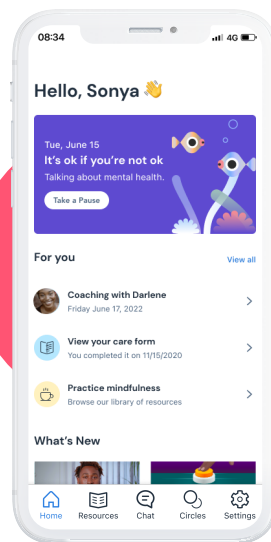 08:34
4G
Hello, Sonya 👋
Tue, June 15
It's ok if you're not ok
Talking about mental health.
Take a Pause
For you
View all
Coaching with Darlene
Friday June 17, 2022
View your care form
You completed it on 11/15/2020
Practice mindfulness
Browse our library of resources
What's New
Home
Resources
Chat
Circles
Settings